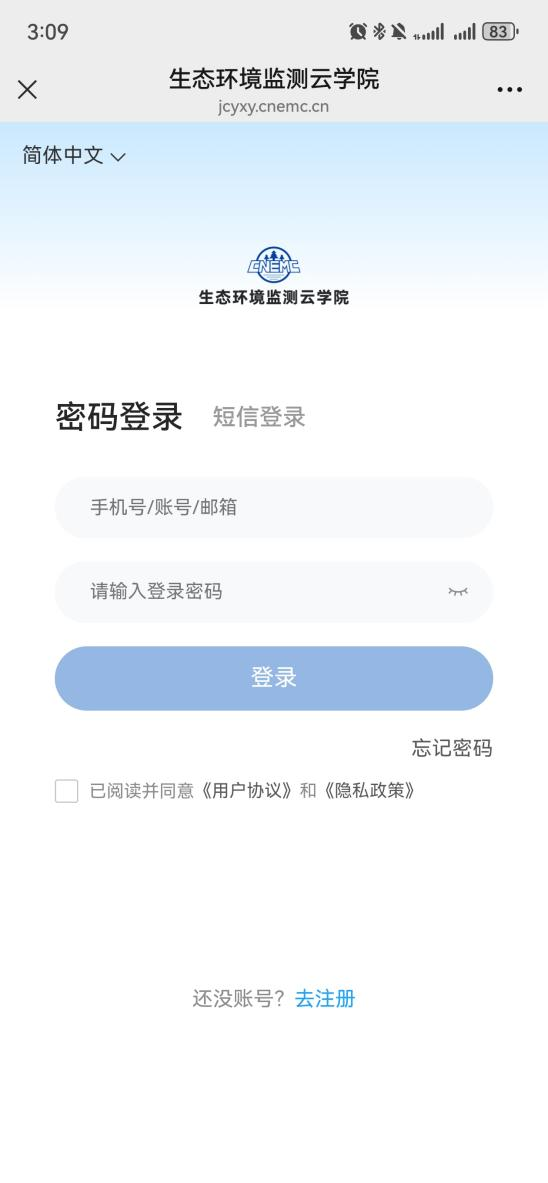 3:09
83
生态环境监测云学院
jcyxy.cnemc.cn
简体中文
CNEMC
生态环境监测云学院
密码登录 短信登录
手机号/账号/邮箱
请输入登录密码
登录
忘记密码
已阅读并同意《用户协议》和《隐私政策》
还没账号？去注册